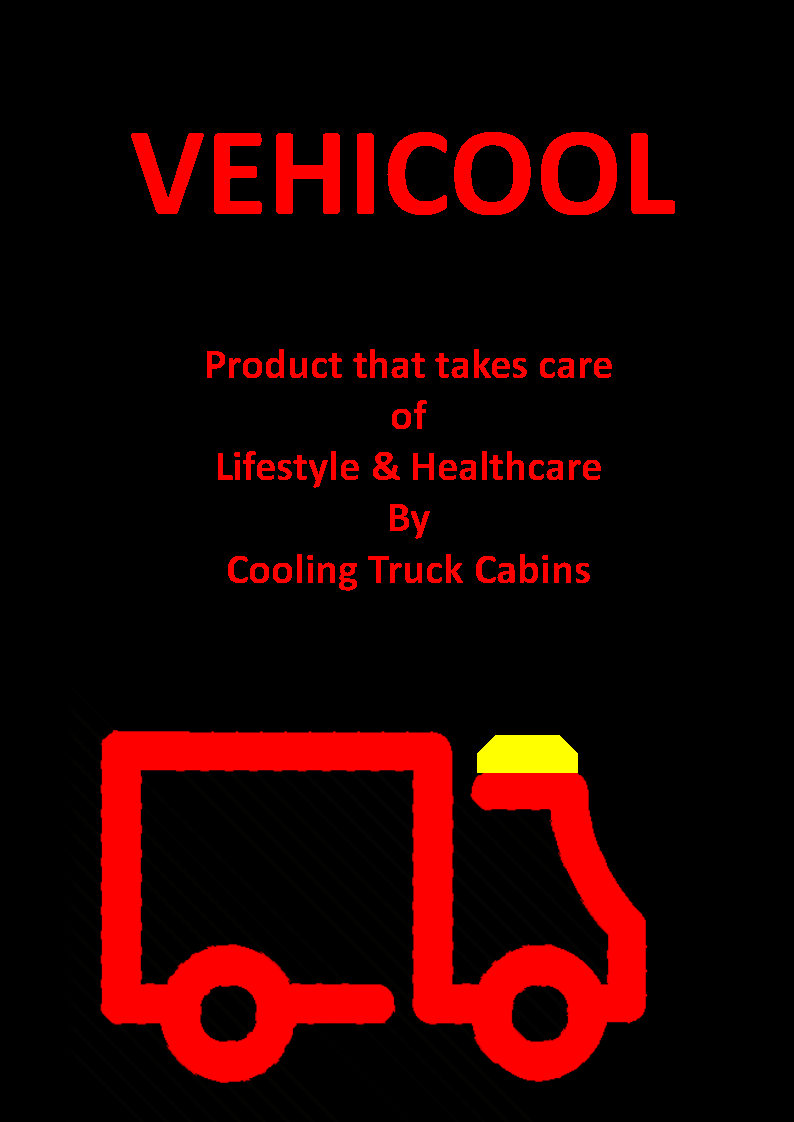 VEHICOOL
Product that takes care
of
Lifestyle & Healthcare
By
Cooling Truck Cabins